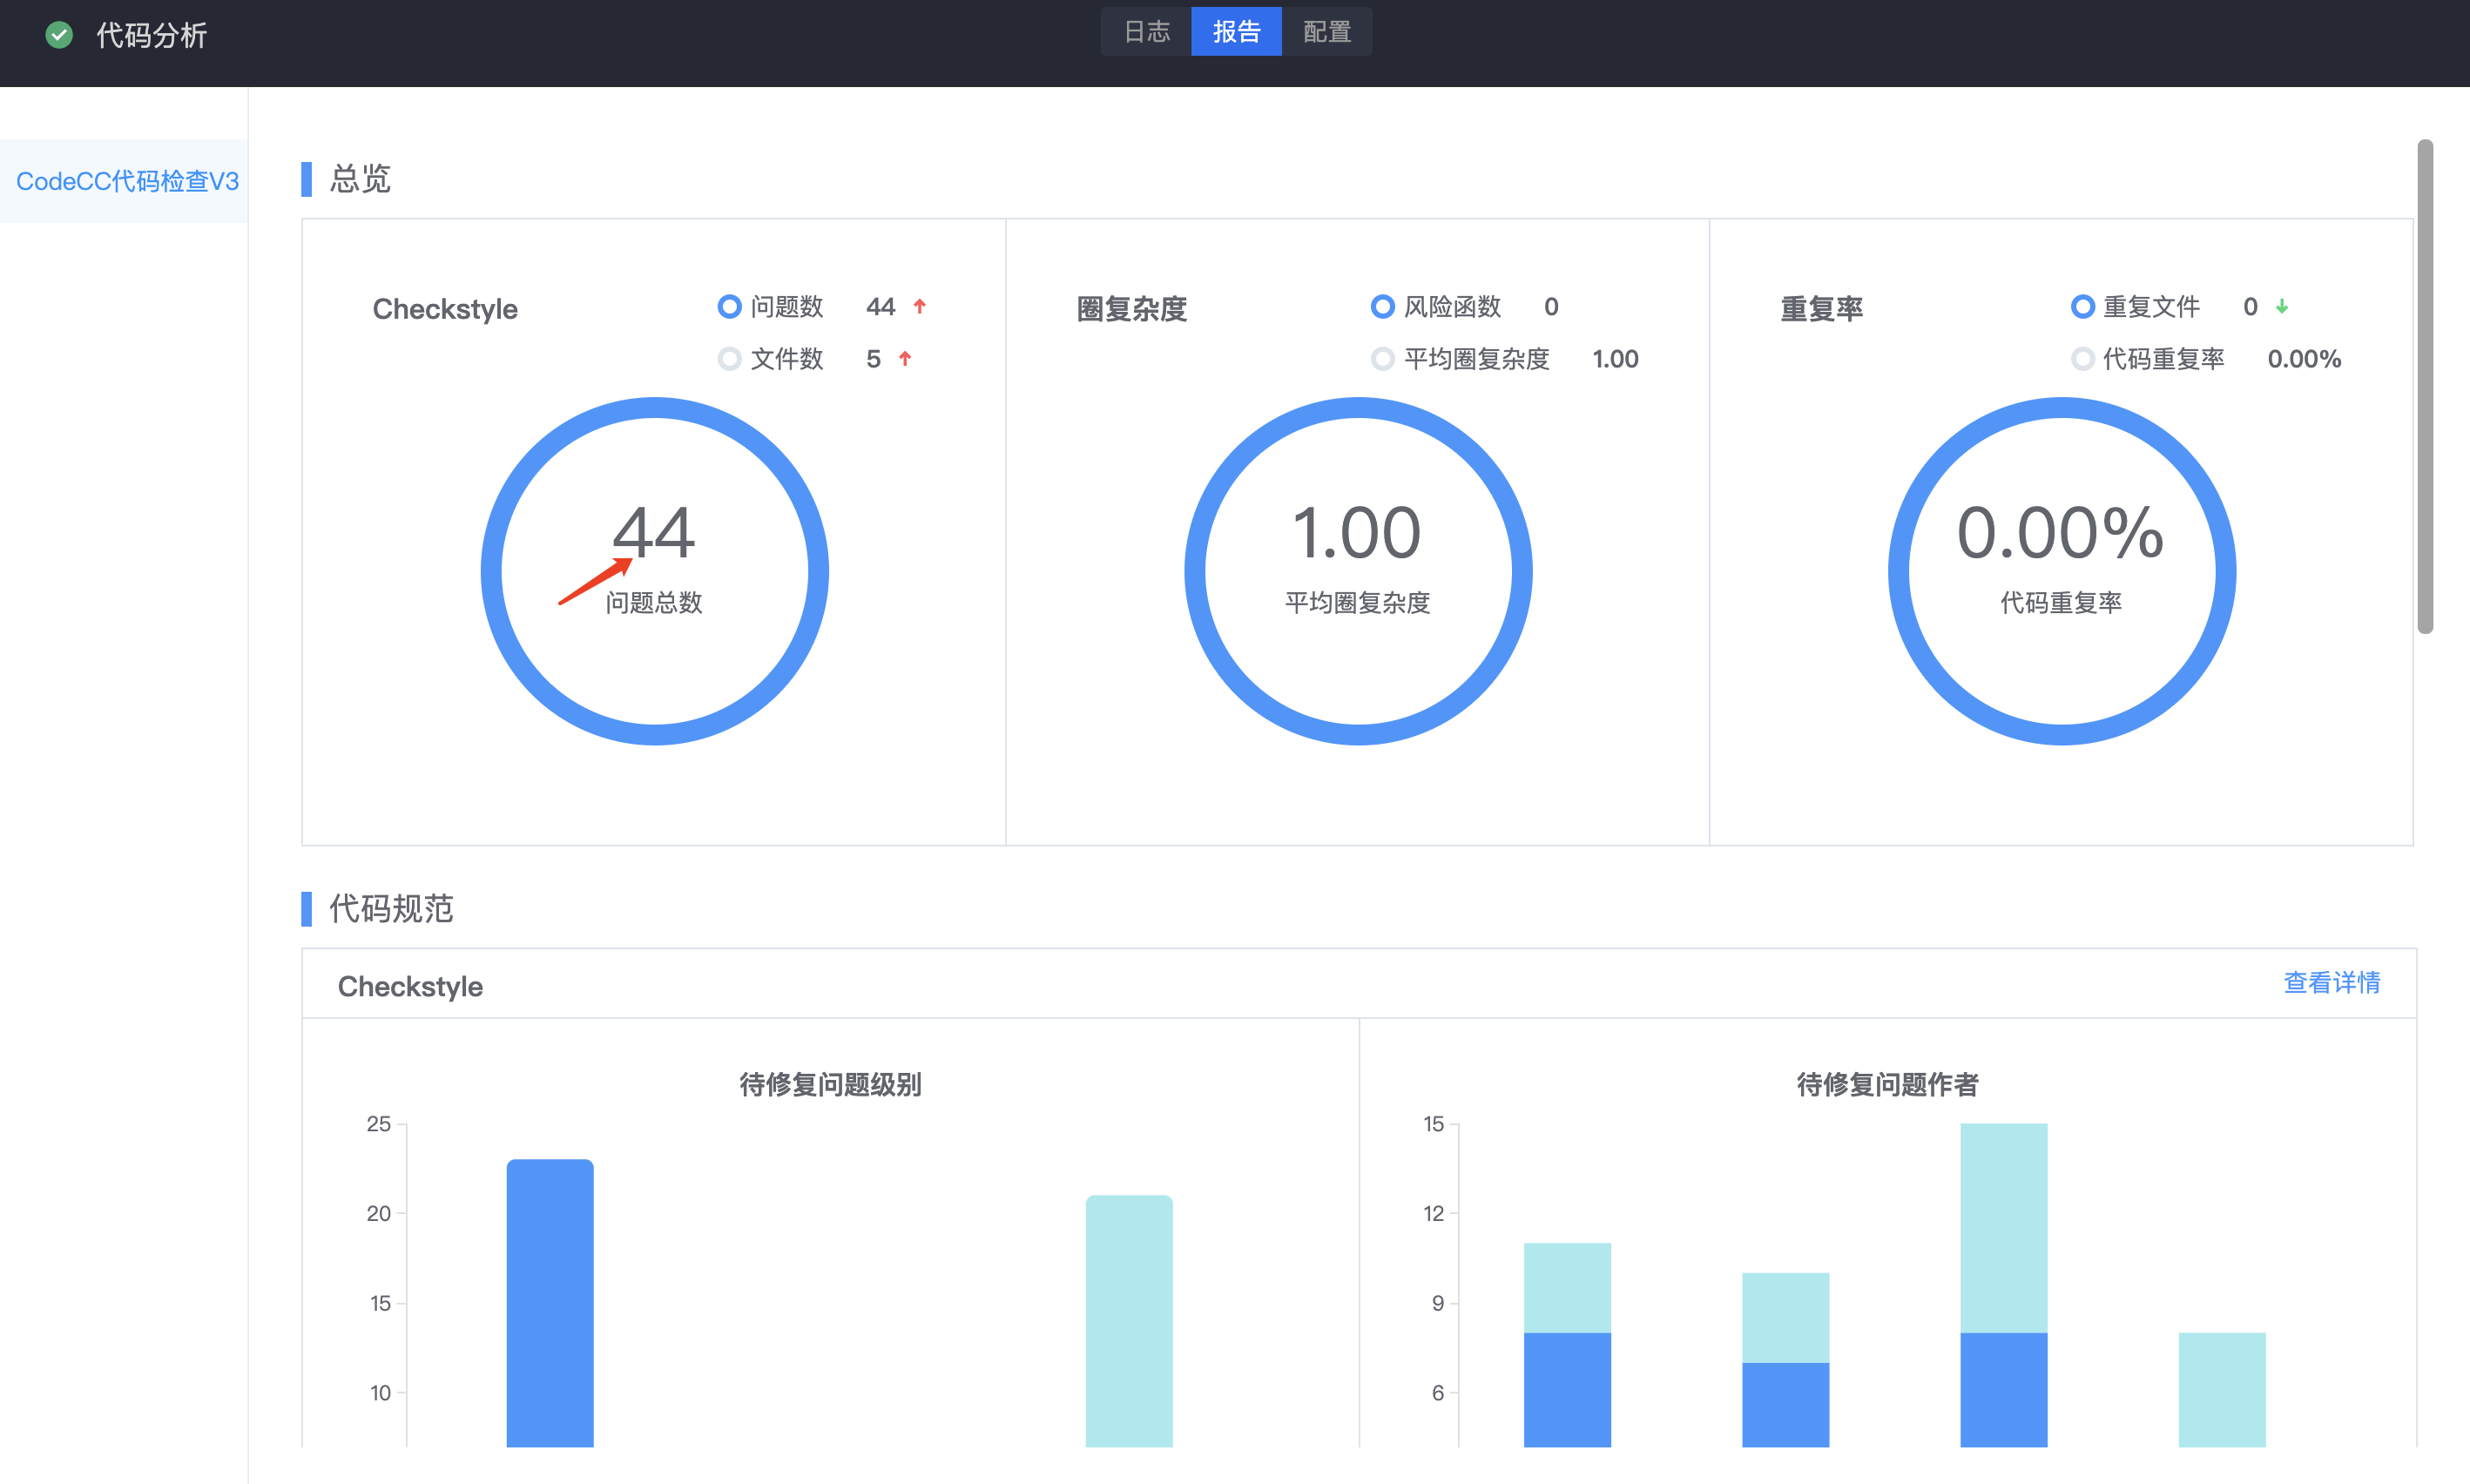 代码分析
日志 报告 配置
CodeCC代码检查V3
总览
Checkstyle
问题数 44
文件数 5
44
问题总数
圈复杂度
风险函数 0
平均圈复杂度 1.00
1.00
平均圈复杂度
重复率
重复文件 0
代码重复率 0.00%
0.00%
代码重复率
代码规范
Checkstyle
查看详情
待修复问题级别
25
20
15
10
待修复问题作者
15
12
9
6